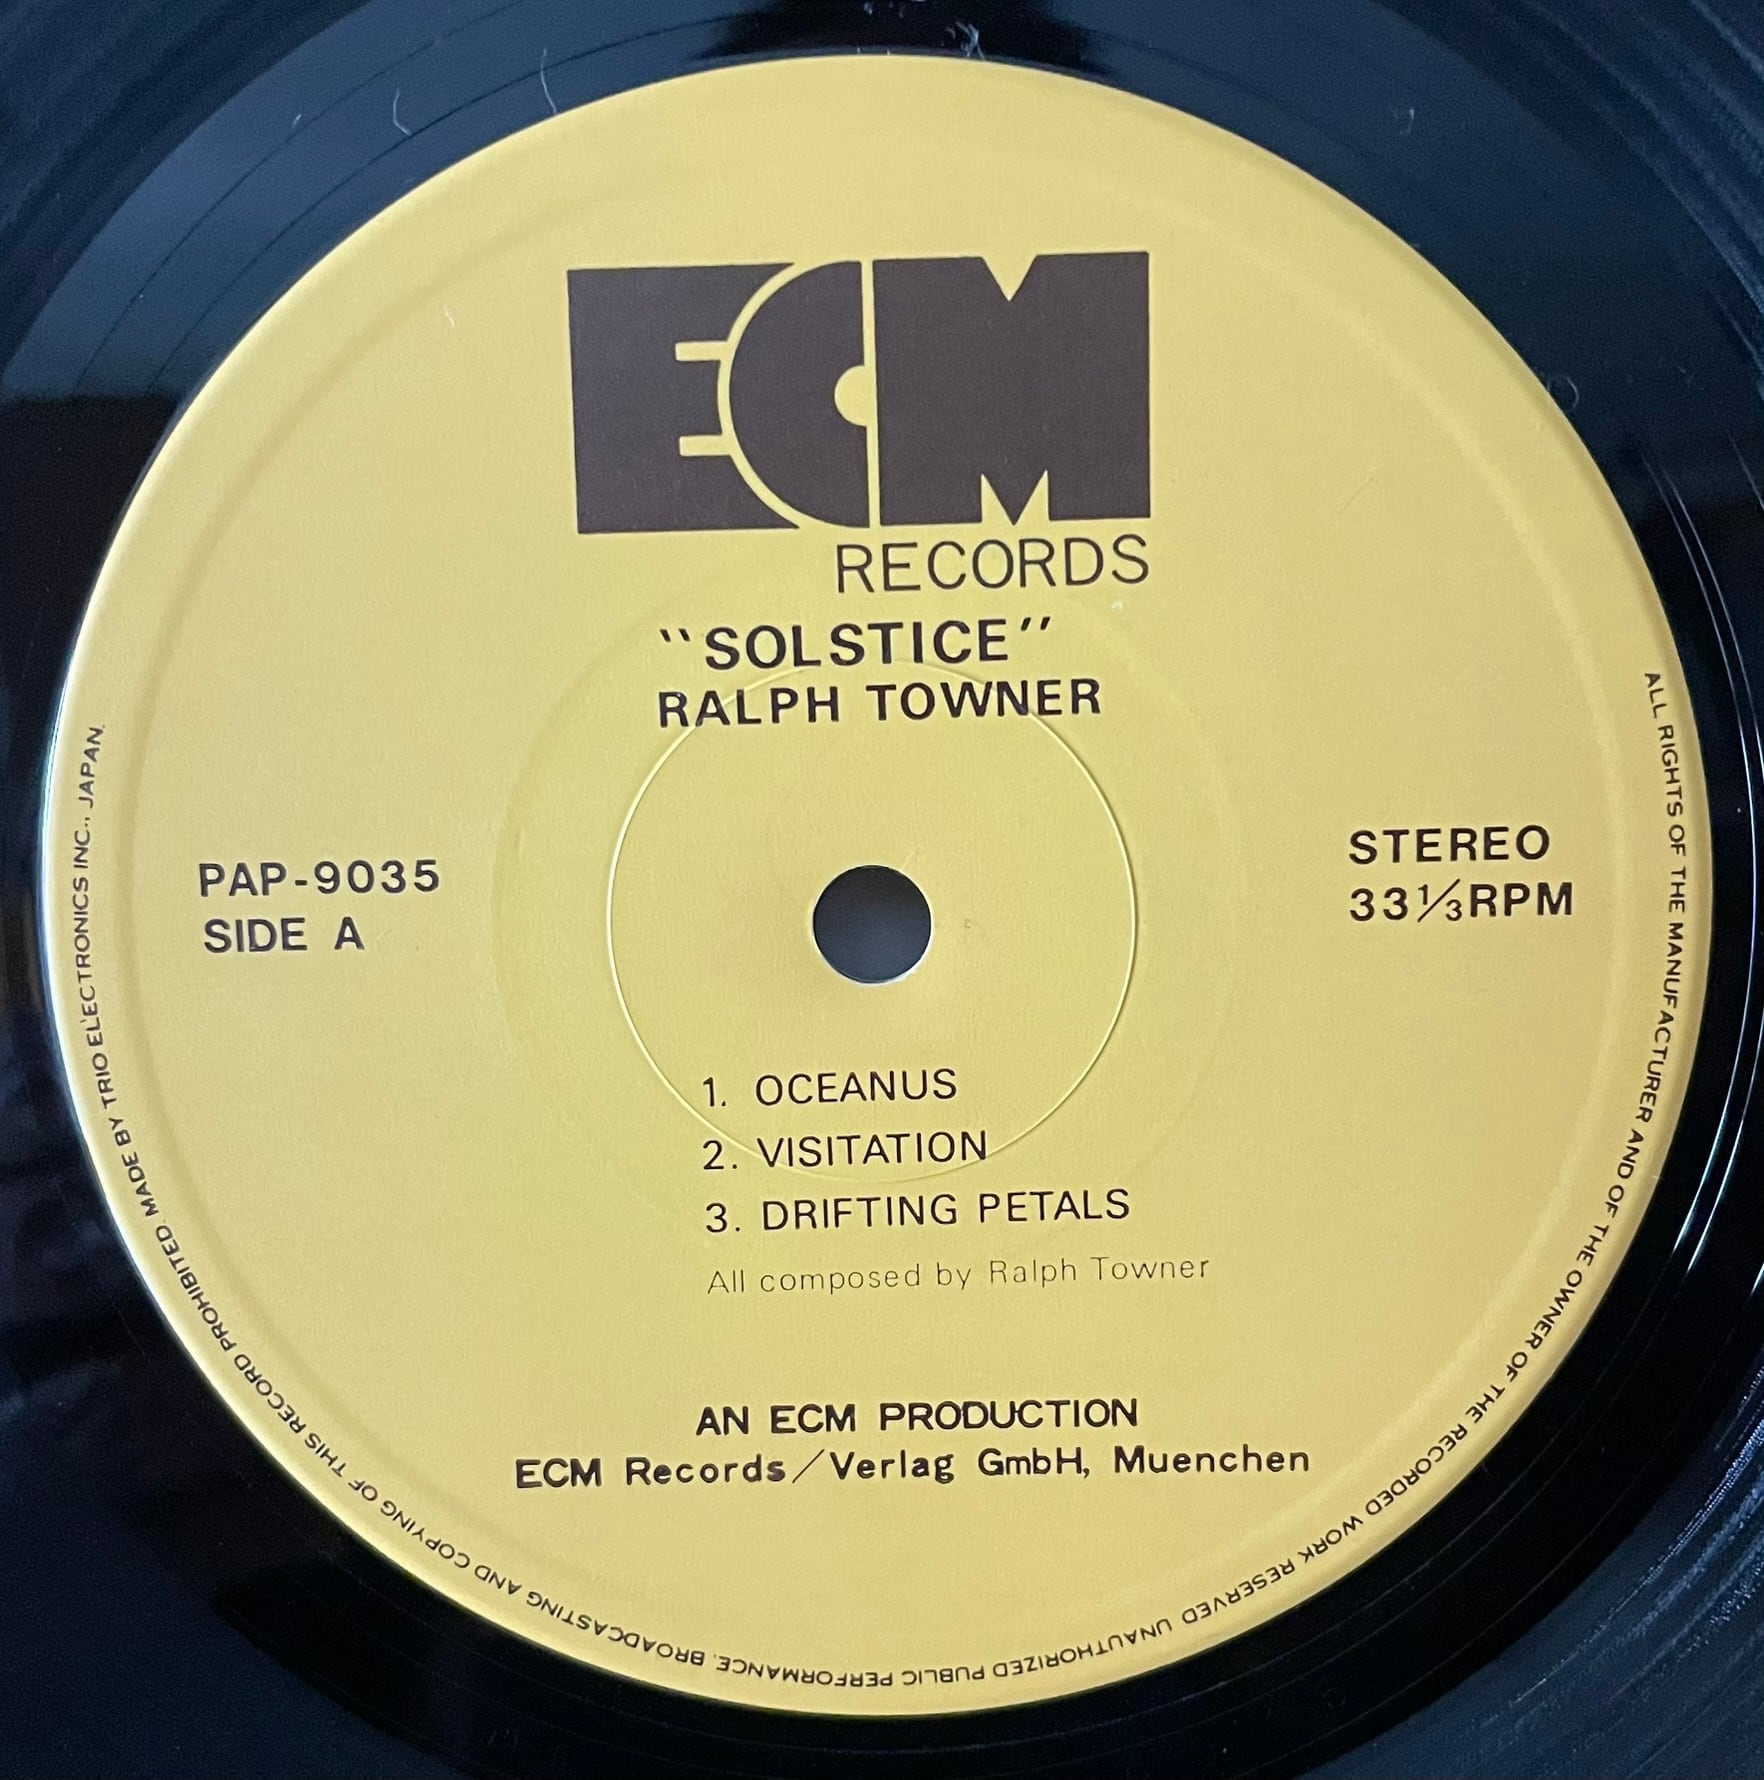 ECM
RECORDS
"SOLSTICE"
RALPH TOWNER
PAP-9035
SIDE A
STEREO
33⅓RPM
1. OCEANUS
2. VISITATION
3. DRIFTING PETALS
All composed by Ralph Towner
AN ECM PRODUCTION
ECM Records/Verlag GmbH, Muenchen
ALL RIGHTS OF THE MANUFACTURER AND OF THE OWNER OF THE RECORDED WORK RESERVED UNAUTHORIZED PUBLIC PERFORMANCE. BROADCASTING AND COPYING OF THIS RECORD PROHIBITED. MADE BY TRIO ELECTRONICS INC., JAPAN.